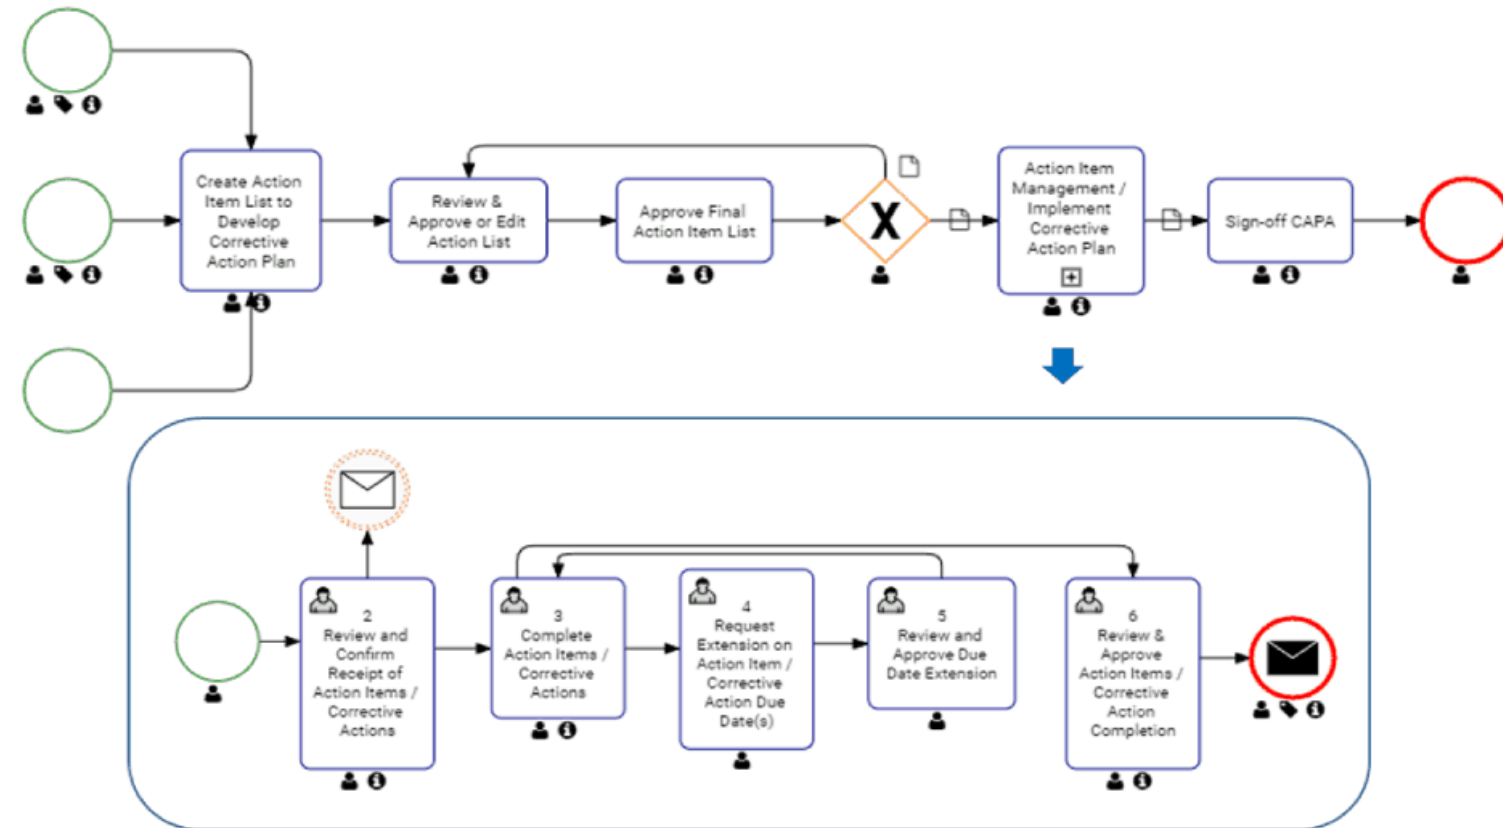 Create Action
Item List to
Develop
Corrective
Action Plan
Review &
Approve or Edit
Action List
Approve Final
Action Item List
X
Action Item
Management /
Implement
Corrective
Action Plan
Sign-off CAPA
2
Review and
Confirm
Receipt of
Action Items /
Corrective
Actions
3
Complete
Action Items /
Corrective
Actions
4
Request
Extension on
Action Item /
Corrective
Action Due
Date(s)
5
Review and
Approve Due
Date Extension
6
Review &
Approve
Action Items /
Corrective
Action
Completion